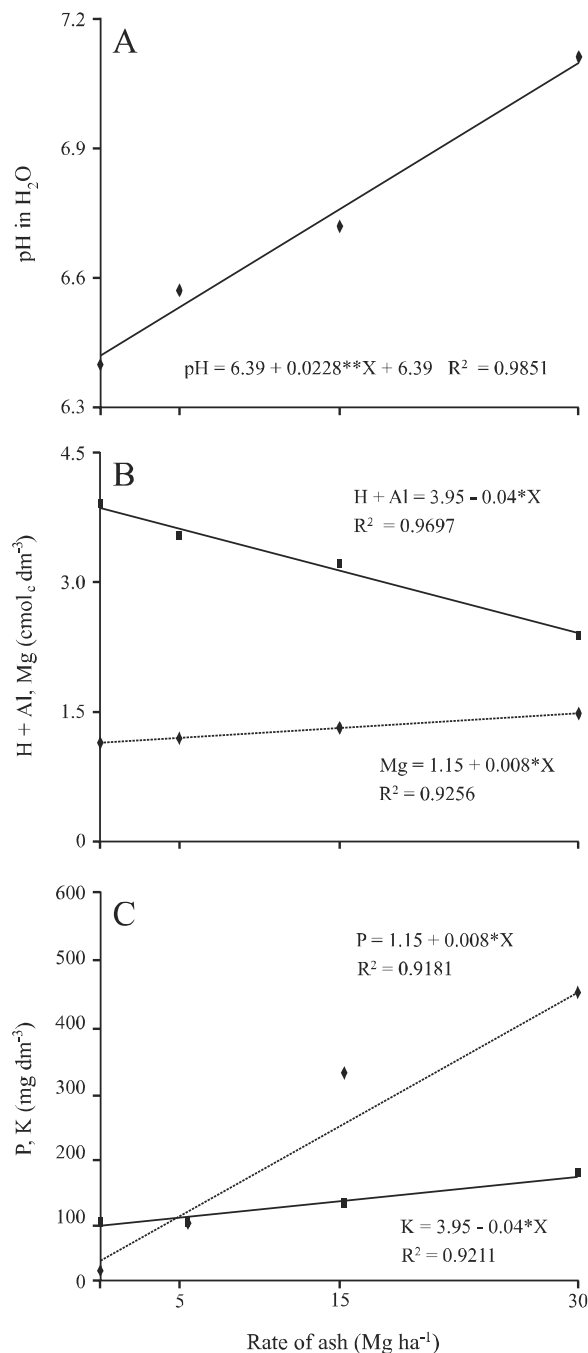 A
7.2
6.9
6.6
6.3
pH in H₂O
pH = 6.39 + 0.0228**X + 6.39 R² = 0.9851
B
4.5
3.0
1.5
0
H + Al, Mg (cmol꜀ dm⁻³)
H + Al = 3.95 - 0.04*X
R² = 0.9697
Mg = 1.15 + 0.008*X
R² = 0.9256
C
600
500
400
300
200
100
0
P, K (mg dm⁻³)
P = 1.15 + 0.008*X
R² = 0.9181
K = 3.95 - 0.04*X
R² = 0.9211
5 15 30
Rate of ash (Mg ha⁻¹)